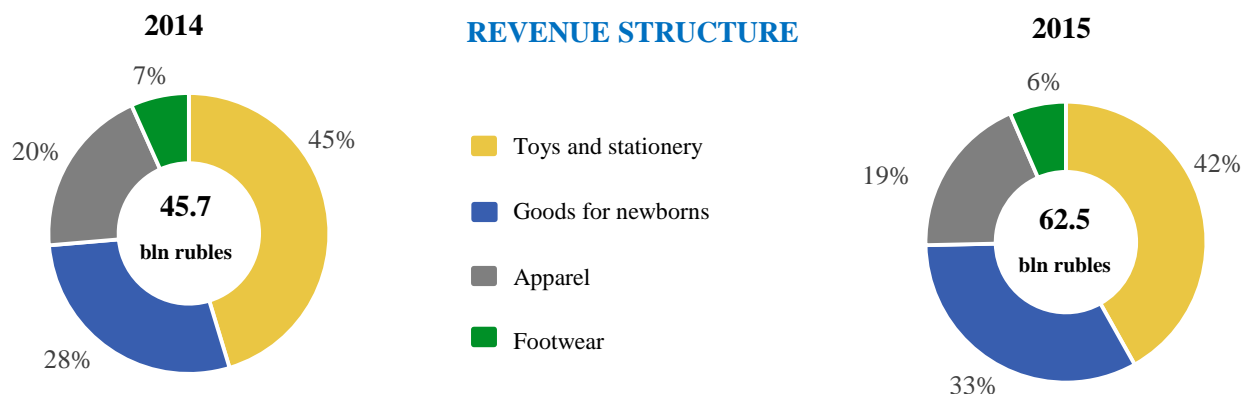 2014
REVENUE STRUCTURE
2015
7%
45%
20%
45.7
bln rubles
28%
Toys and stationery
Goods for newborns
Apparel
Footwear
6%
42%
19%
62.5
bln rubles
33%